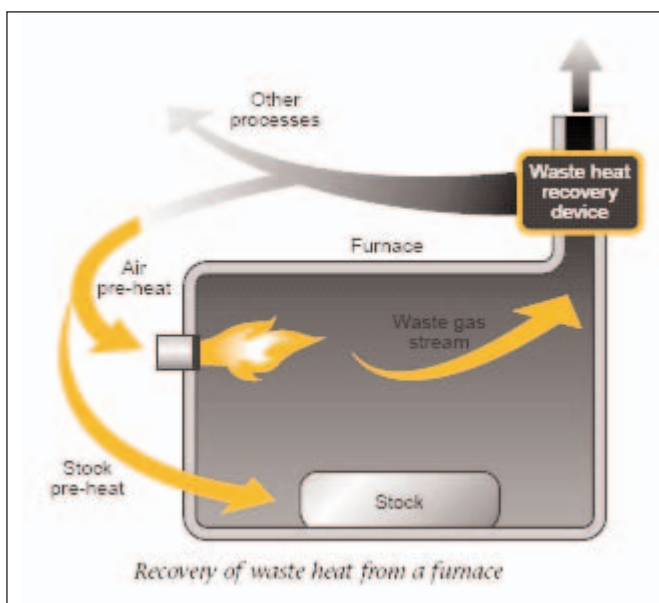 Other
processes
Waste heat
recovery
device
Furnace
Air
pre-heat
Waste gas
stream
Stock
pre-heat
Stock
Recovery of waste heat from a furnace